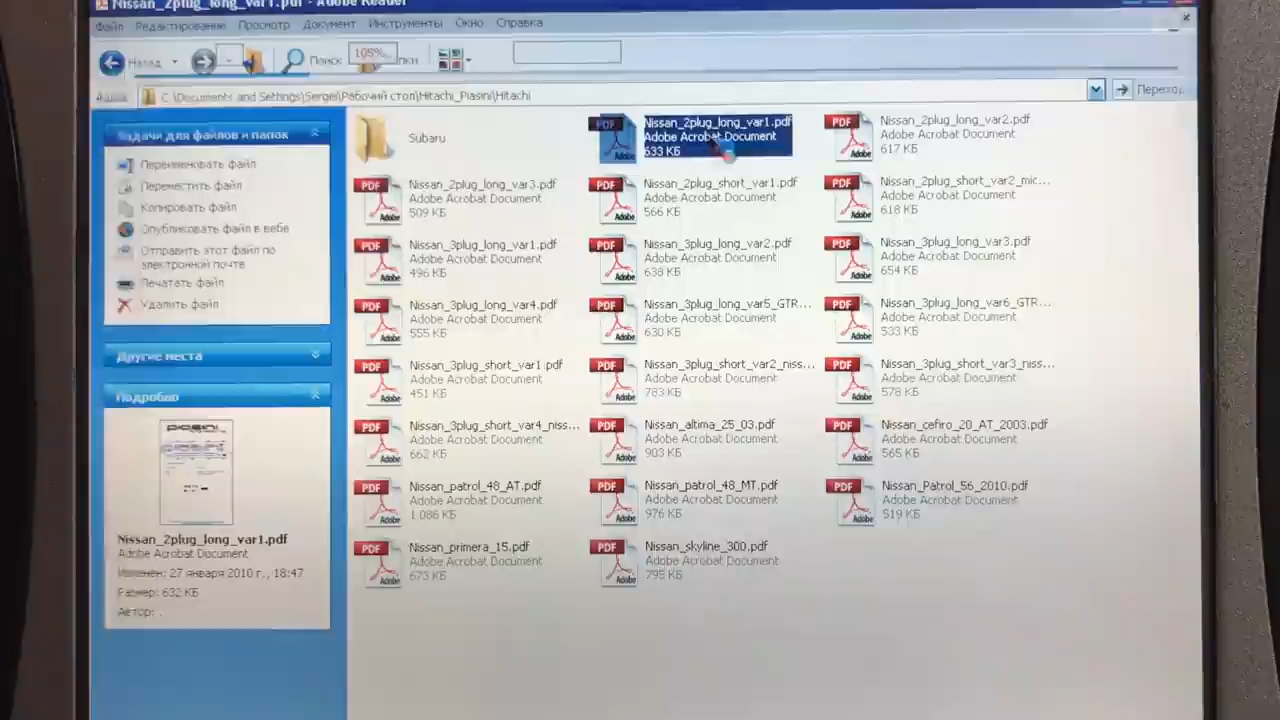 Nissan_2plug_long_var1.pdf - Adobe Reader
Файл Редактирование Просмотр Документ Инструменты Окно Справка
Назад Поиск 105% пки
Адрес: C:\Documents and Settings\Sergei\Рабочий стол\Hitachi_Piasini\Hitachi Переход
Задачи для файлов и папок
Переименовать файл
Переместить файл
Копировать файл
Опубликовать файл в вебе
Отправить этот файл по
электронной почте
Печатать файл
Удалить файл
Другие места
Подробно
piasini
Nissan_2plug_long_var1.pdf
Adobe Acrobat Document
Изменен: 27 января 2010 г., 18:47
Размер: 632 КБ
Автор: .
Subaru
Nissan_2plug_long_var1.pdf
Adobe Acrobat Document
633 КБ
Nissan_2plug_long_var2.pdf
Adobe Acrobat Document
617 КБ
Nissan_2plug_long_var3.pdf
Adobe Acrobat Document
509 КБ
Nissan_2plug_short_var1.pdf
Adobe Acrobat Document
566 КБ
Nissan_2plug_short_var2_mic...
Adobe Acrobat Document
618 КБ
Nissan_3plug_long_var1.pdf
Adobe Acrobat Document
496 КБ
Nissan_3plug_long_var2.pdf
Adobe Acrobat Document
638 КБ
Nissan_3plug_long_var3.pdf
Adobe Acrobat Document
654 КБ
Nissan_3plug_long_var4.pdf
Adobe Acrobat Document
555 КБ
Nissan_3plug_long_var5_GTR...
Adobe Acrobat Document
630 КБ
Nissan_3plug_long_var6_GTR...
Adobe Acrobat Document
533 КБ
Nissan_3plug_short_var1.pdf
Adobe Acrobat Document
451 КБ
Nissan_3plug_short_var2_niss...
Adobe Acrobat Document
783 КБ
Nissan_3plug_short_var3_niss...
Adobe Acrobat Document
578 КБ
Nissan_3plug_short_var4_niss...
Adobe Acrobat Document
662 КБ
Nissan_altima_25_03.pdf
Adobe Acrobat Document
903 КБ
Nissan_cefiro_20_AT_2003.pdf
Adobe Acrobat Document
565 КБ
Nissan_patrol_48_AT.pdf
Adobe Acrobat Document
1 086 КБ
Nissan_patrol_48_MT.pdf
Adobe Acrobat Document
976 КБ
Nissan_Patrol_56_2010.pdf
Adobe Acrobat Document
519 КБ
Nissan_primera_15.pdf
Adobe Acrobat Document
673 КБ
Nissan_skyline_300.pdf
Adobe Acrobat Document
795 КБ